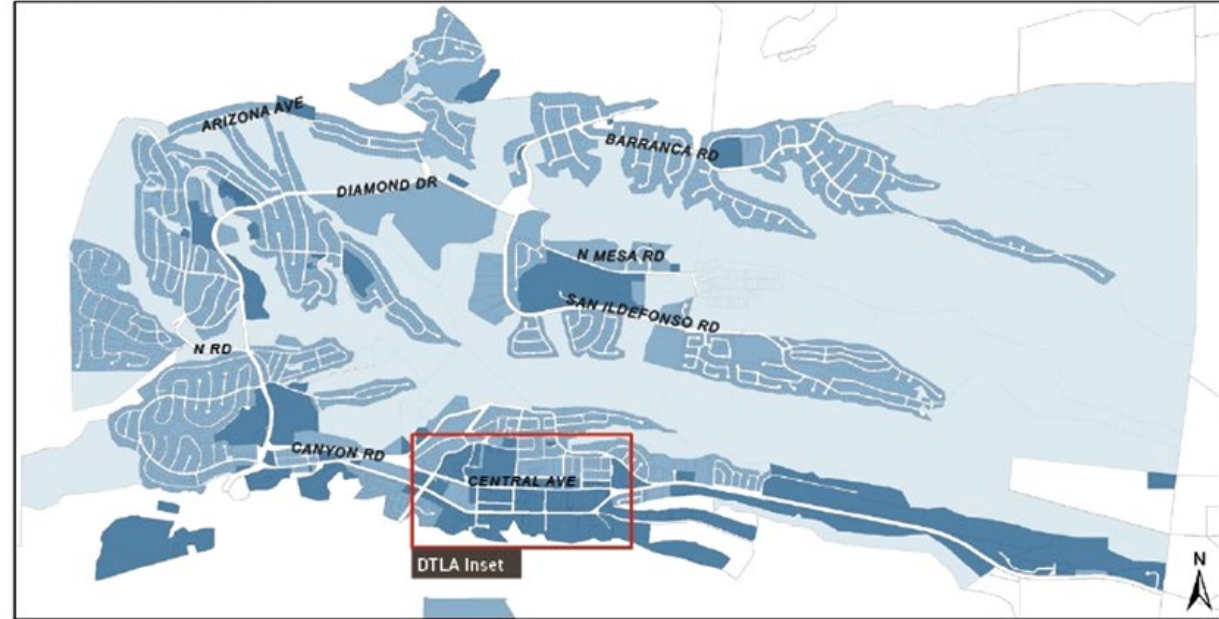 ARIZONA AVE
BARRANCA RD
DIAMOND DR
N MESA RD
SAN ILDEFONSO RD
N RD
CANYON RD
CENTRAL AVE
DTLA Inset
N